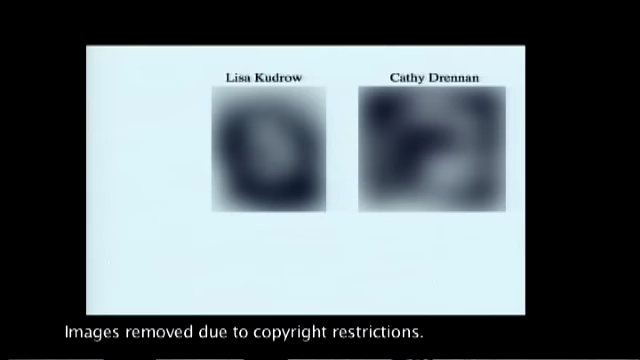 Lisa Kudrow
Cathy Drennan
Images removed due to copyright restrictions.